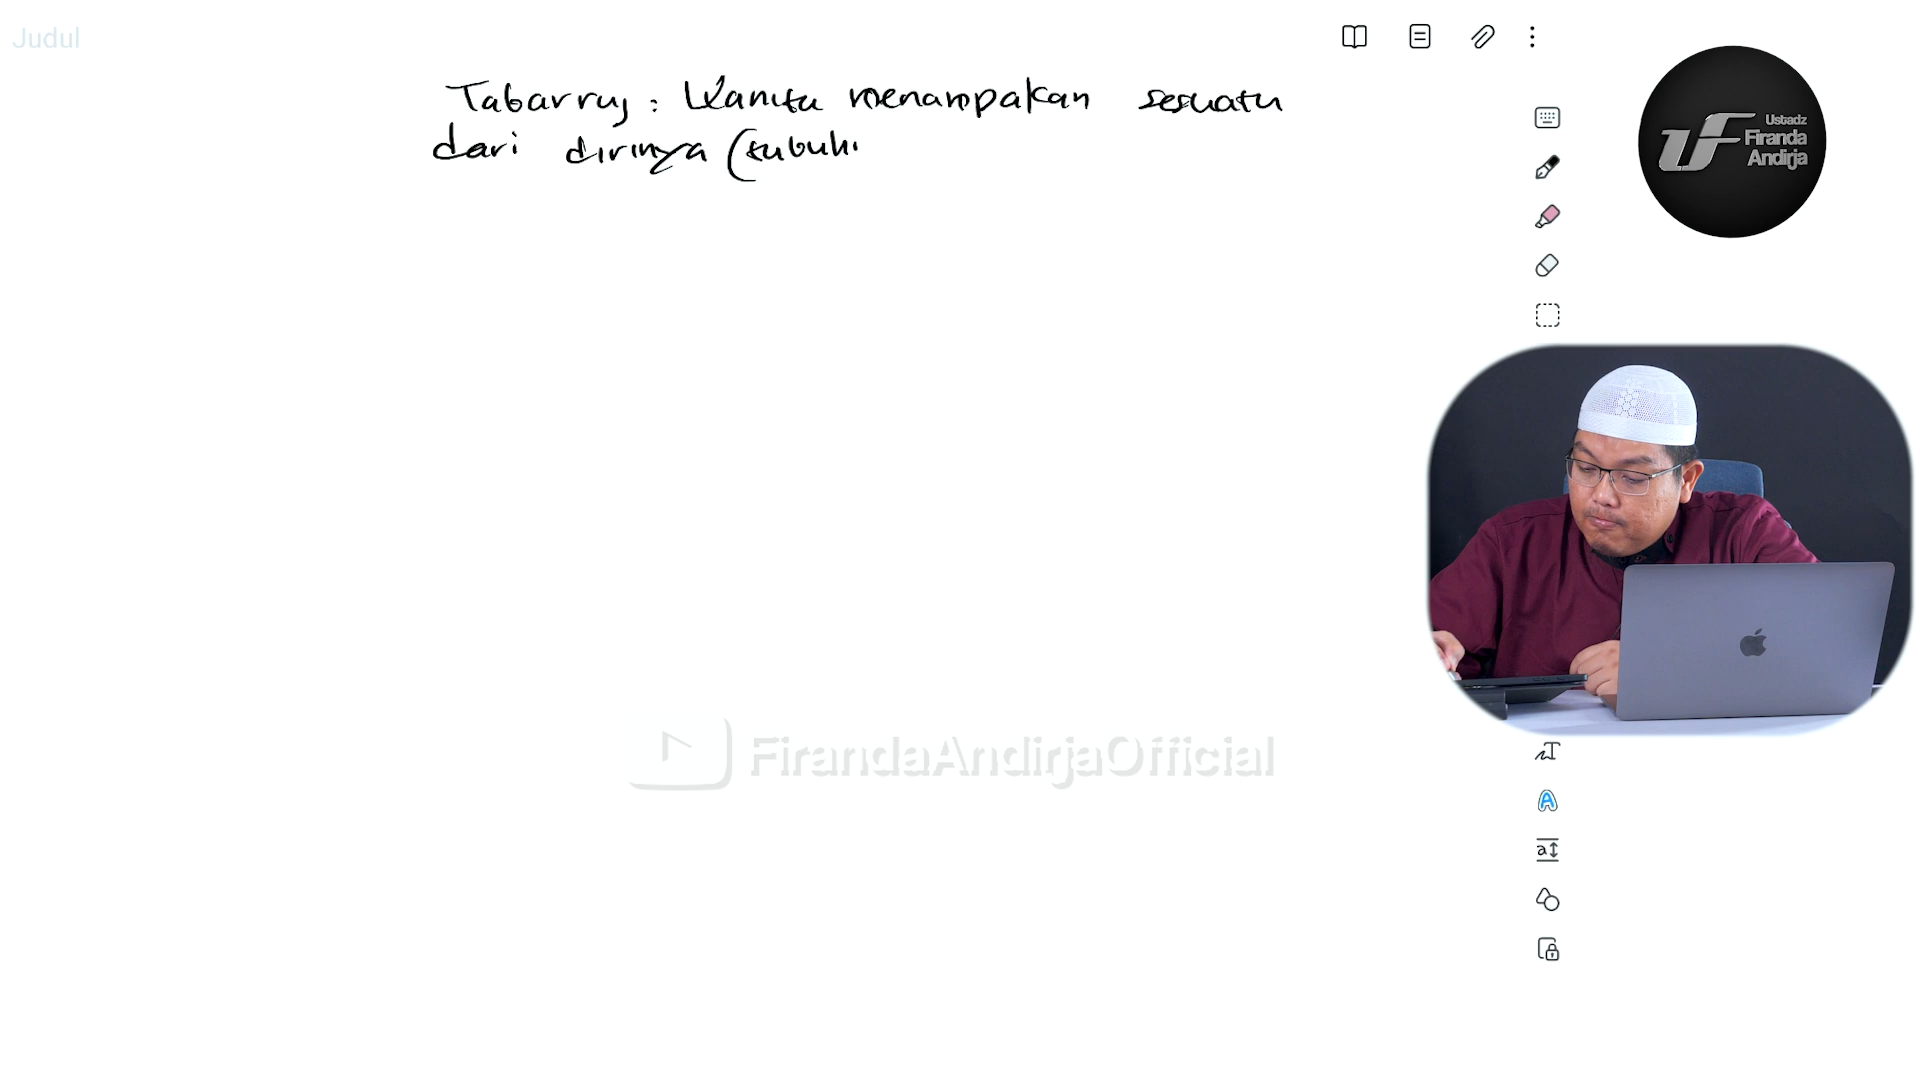 Judul
Tabarruj : Wanita menampakan sesuatu
dari dirinya (tubuh
Ustadz
Firanda
Andirja
FirandaAndirjaOfficial
T
A
a